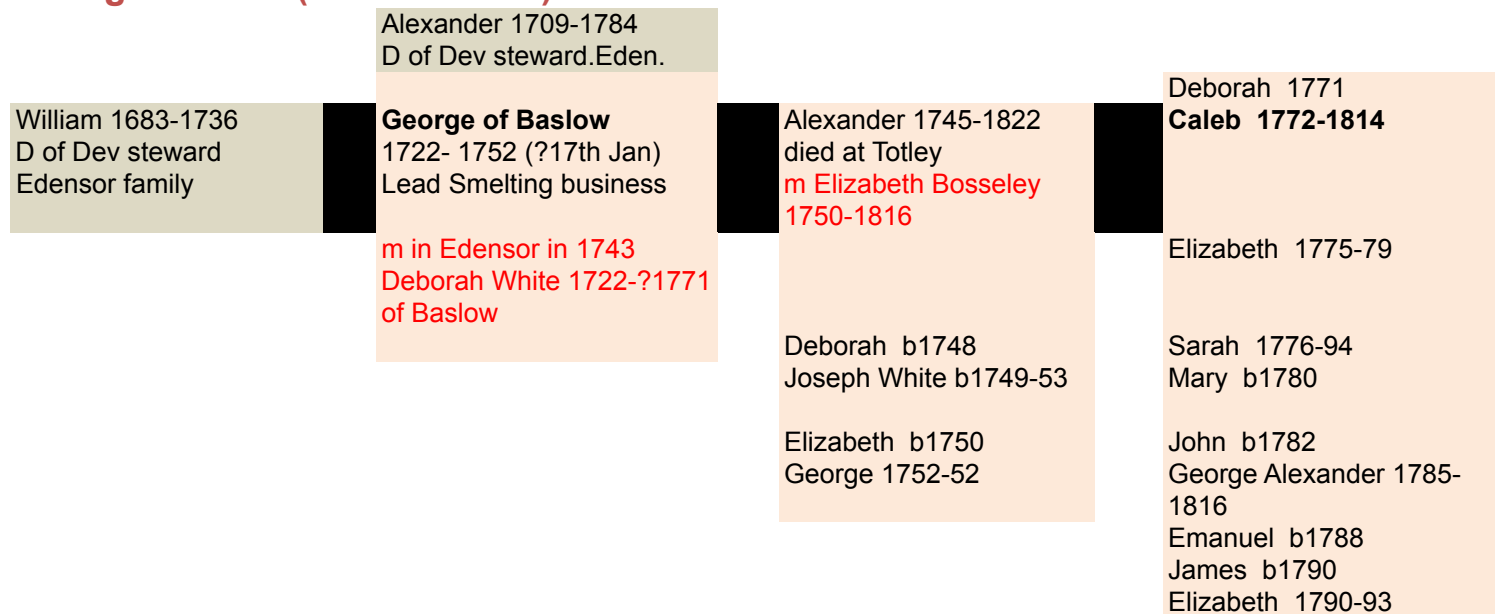 Alexander 1709-1784
D of Dev steward.Eden.
William 1683-1736
D of Dev steward
Edensor family
George of Baslow
1722- 1752 (?17th Jan)
Lead Smelting business
m in Edensor in 1743
Deborah White 1722-?1771
of Baslow
Alexander 1745-1822
died at Totley
m Elizabeth Bosseley
1750-1816
Deborah b1748
Joseph White b1749-53
Elizabeth b1750
George 1752-52
Deborah 1771
Caleb 1772-1814
Elizabeth 1775-79
Sarah 1776-94
Mary b1780
John b1782
George Alexander 1785-
1816
Emanuel b1788
James b1790
Elizabeth 1790-93